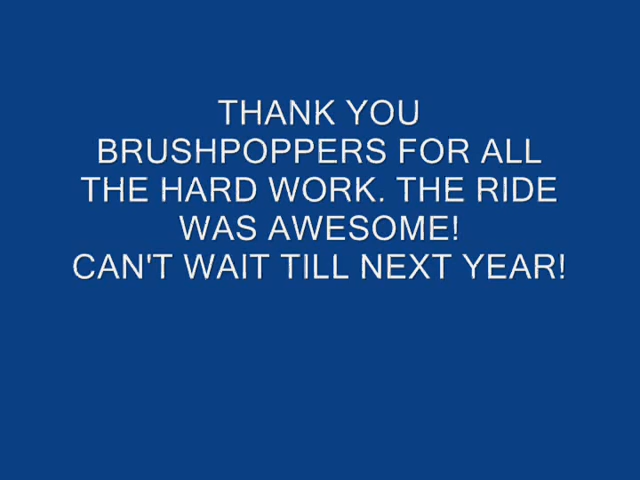 THANK YOU
BRUSHPOPPERS FOR ALL
THE HARD WORK. THE RIDE
WAS AWESOME!
CAN'T WAIT TILL NEXT YEAR!